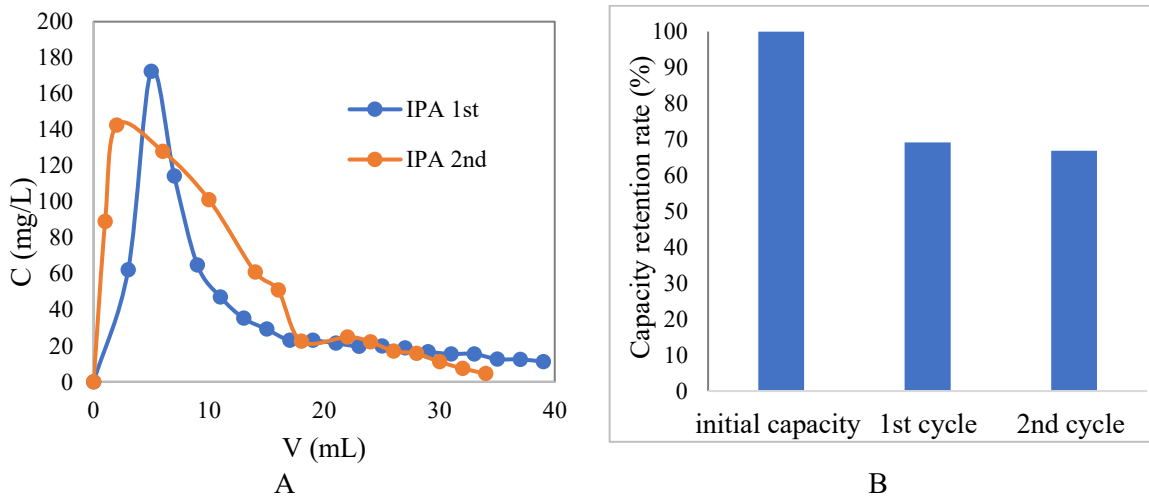 200
180
160
140
120
100
80
60
40
20
0
C (mg/L)
IPA 1st
IPA 2nd
0 10 20 30 40
V (mL)
A
100
90
80
70
60
50
40
30
20
10
0
Capacity retention rate (%)
initial capacity 1st cycle 2nd cycle
B